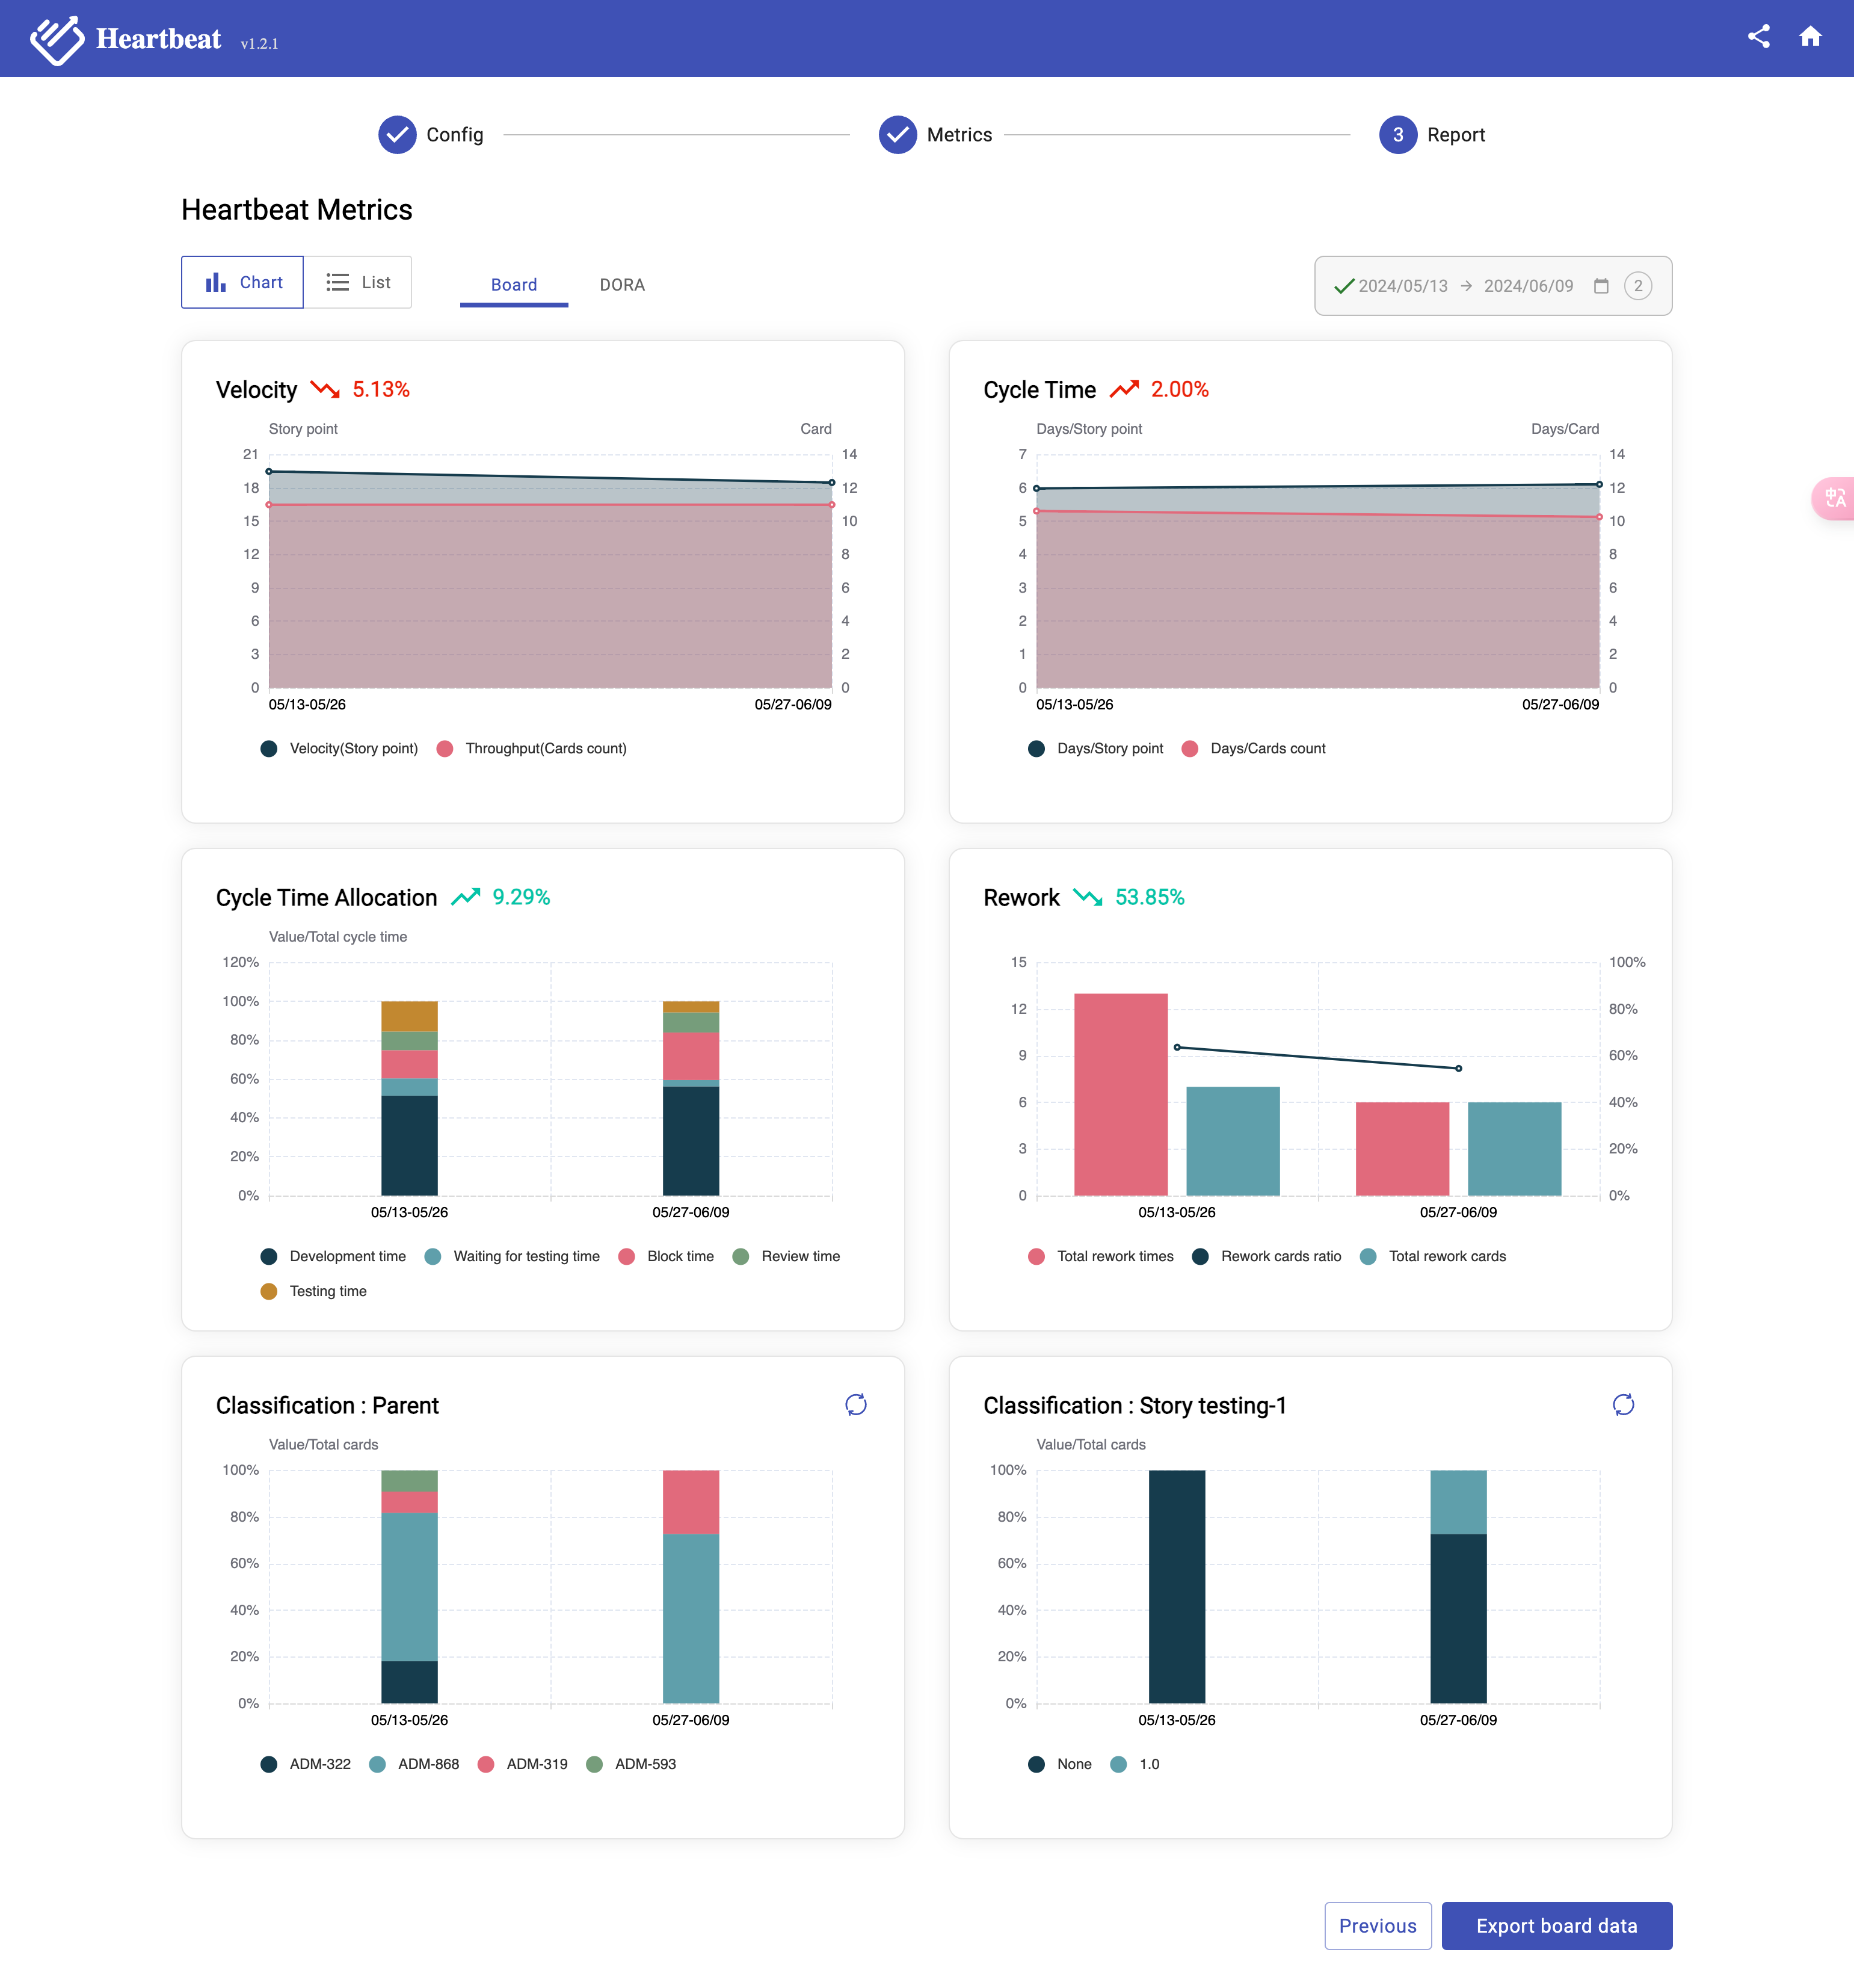 Heartbeat v1.2.1
Config
Metrics
3 Report
Heartbeat Metrics
Chart
List
Board
DORA
2024/05/13 → 2024/06/09 2
Velocity 5.13%
Story point Card
21 14
18 12
15 10
12 8
9 6
6 4
3 2
0 0
05/13-05/26 05/27-06/09
Velocity(Story point) Throughput(Cards count)
Cycle Time 2.00%
Days/Story point Days/Card
7 14
6 12
5 10
4 8
3 6
2 4
1 2
0 0
05/13-05/26 05/27-06/09
Days/Story point Days/Cards count
中A
Cycle Time Allocation 9.29%
Value/Total cycle time
120%
100%
80%
60%
40%
20%
0%
05/13-05/26 05/27-06/09
Development time Waiting for testing time Block time Review time
Testing time
Rework 53.85%
15 100%
12 80%
9 60%
6 40%
3 20%
0 0%
05/13-05/26 05/27-06/09
Total rework times Rework cards ratio Total rework cards
Classification : Parent
Value/Total cards
100%
80%
60%
40%
20%
0%
05/13-05/26 05/27-06/09
ADM-322 ADM-868 ADM-319 ADM-593
Classification : Story testing-1
Value/Total cards
100%
80%
60%
40%
20%
0%
05/13-05/26 05/27-06/09
None 1.0
Previous
Export board data